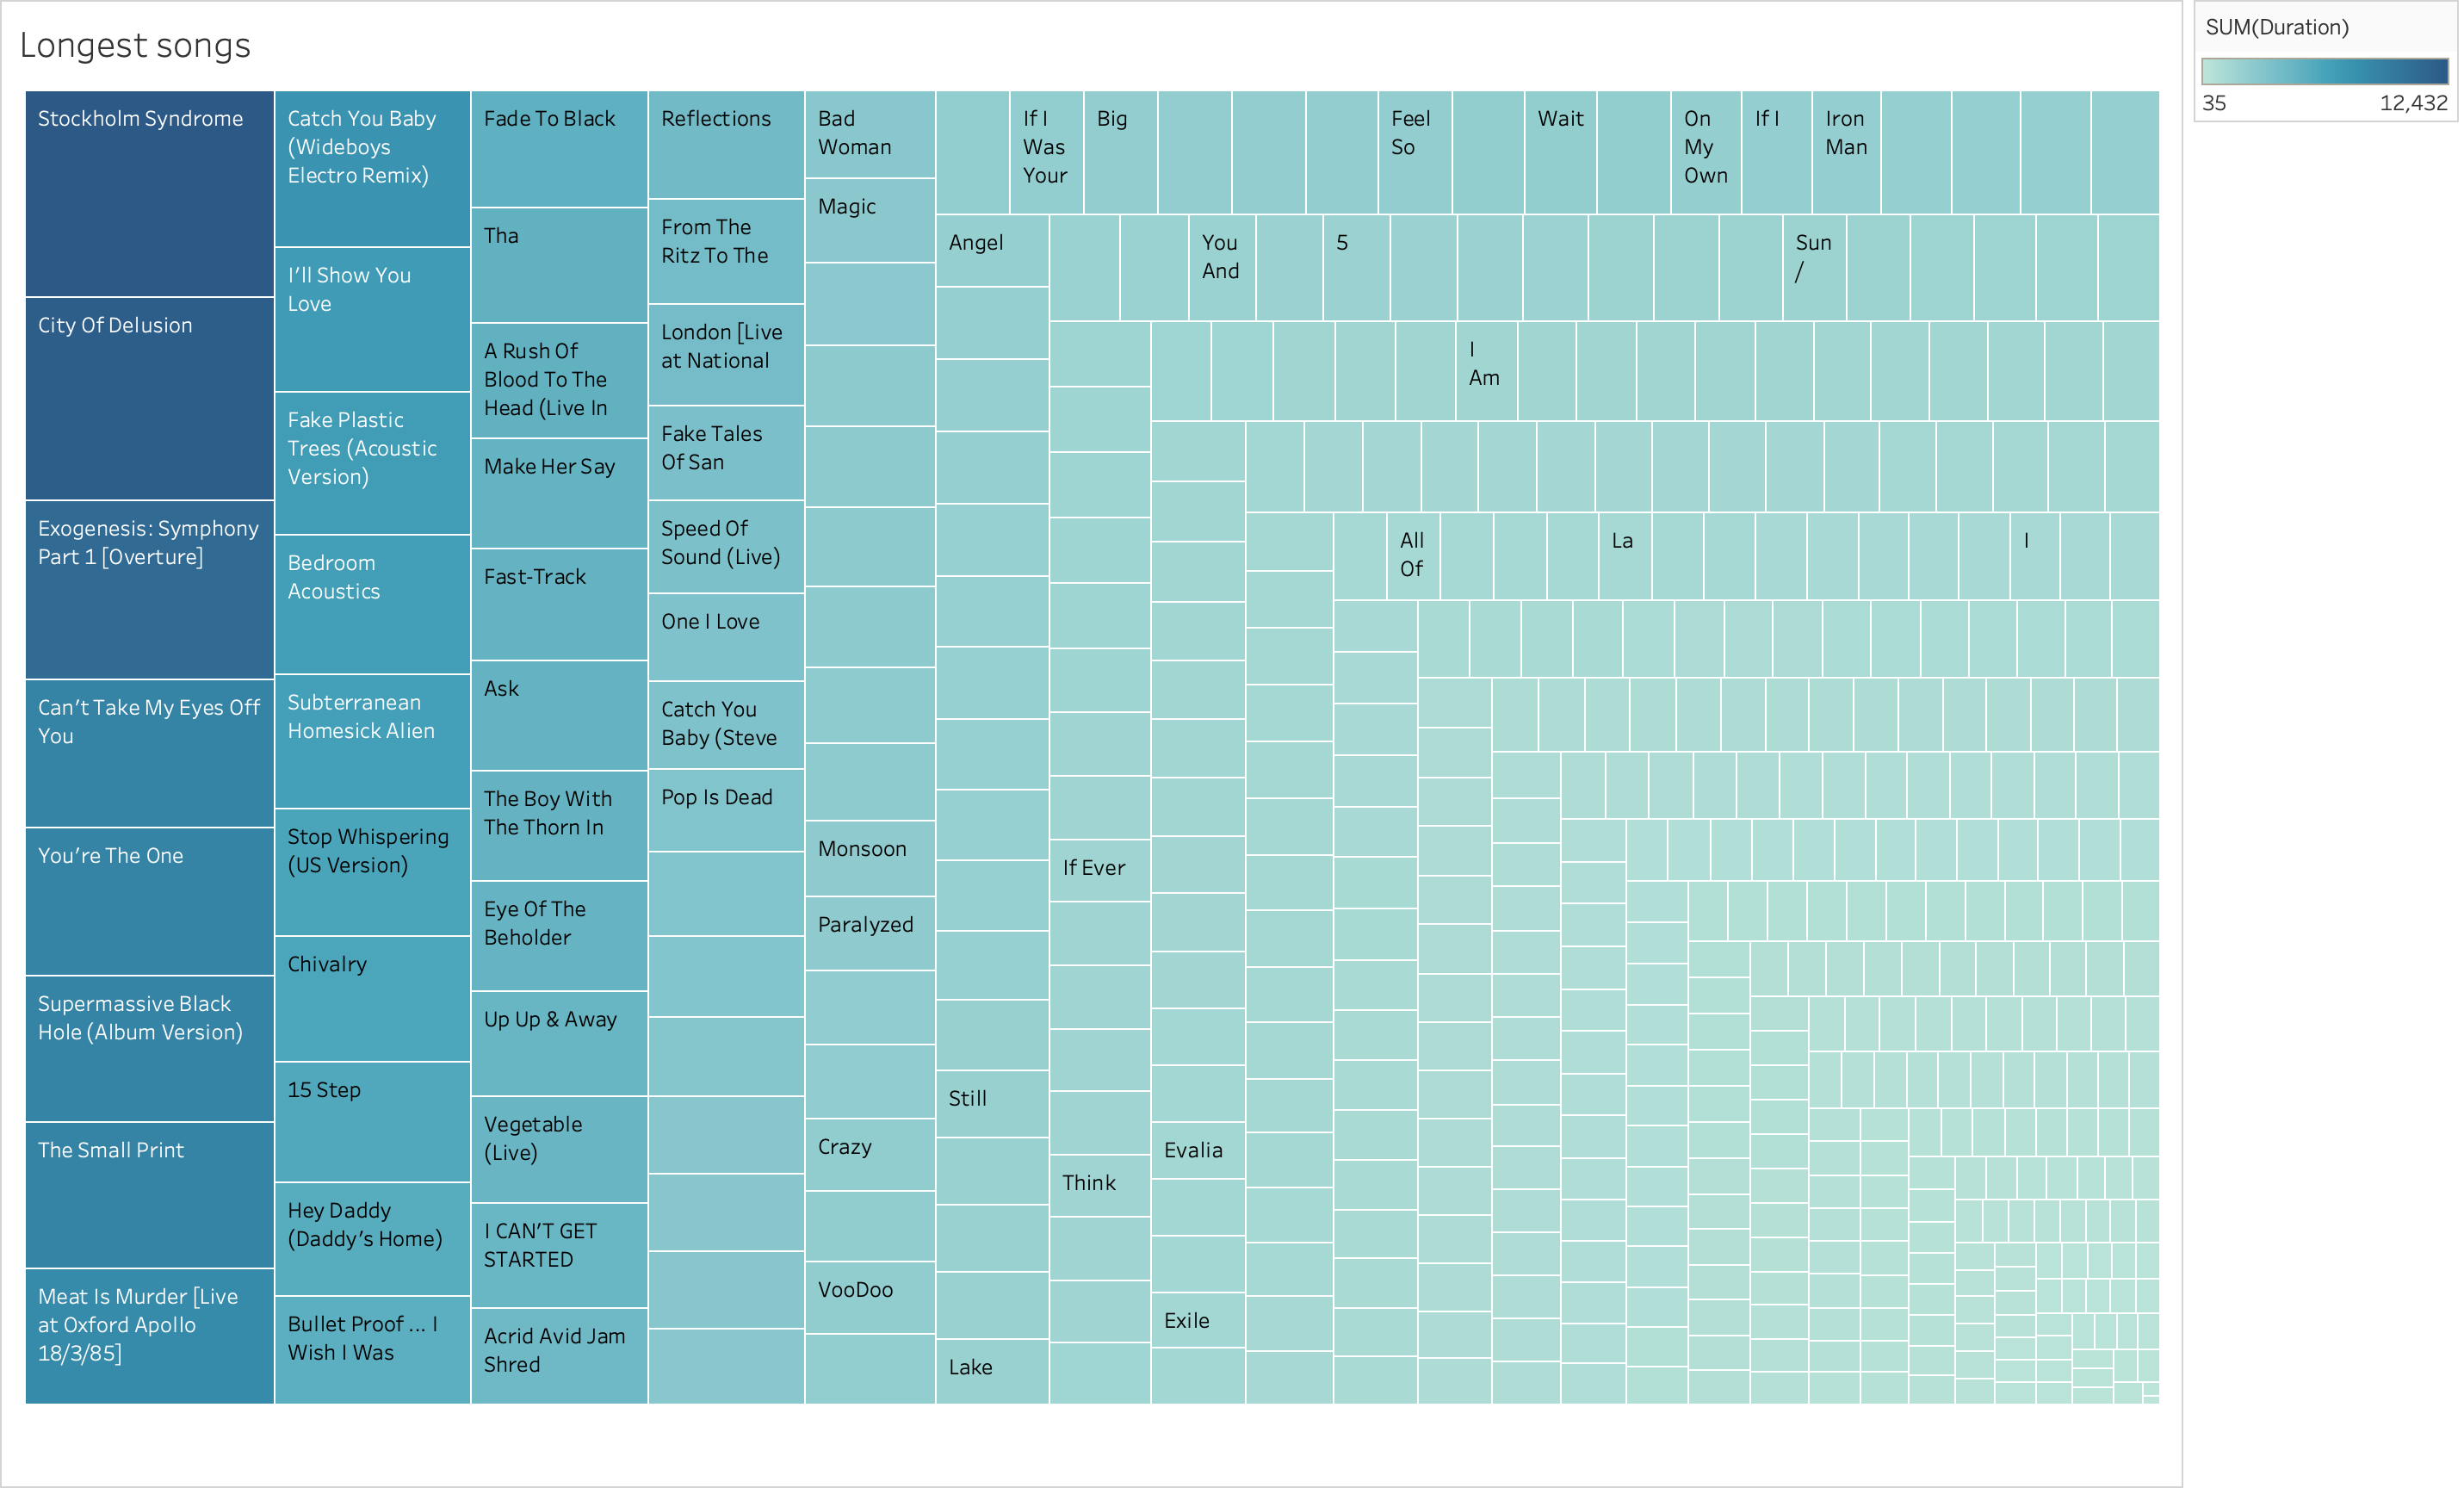 Longest songs
SUM(Duration)
35
12,432
Stockholm Syndrome
City Of Delusion
Exogenesis: Symphony
Part 1 [Overture]
Can't Take My Eyes Off
You
You're The One
Supermassive Black
Hole (Album Version)
The Small Print
Meat Is Murder [Live
at Oxford Apollo
18/3/85]
Catch You Baby
(Wideboys
Electro Remix)
I'll Show You
Love
Fake Plastic
Trees (Acoustic
Version)
Bedroom
Acoustics
Subterranean
Homesick Alien
Stop Whispering
(US Version)
Chivalry
15 Step
Hey Daddy
(Daddy's Home)
Bullet Proof ... I
Wish I Was
Fade To Black
Tha
A Rush Of
Blood To The
Head (Live In
Make Her Say
Fast-Track
Ask
The Boy With
The Thorn In
Eye Of The
Beholder
Up Up & Away
Vegetable
(Live)
I CAN'T GET
STARTED
Acrid Avid Jam
Shred
Reflections
From The
Ritz To The
London [Live
at National
Fake Tales
Of San
Speed Of
Sound (Live)
One I Love
Catch You
Baby (Steve
Pop Is Dead
Bad
Woman
Magic
Monsoon
Paralyzed
Crazy
VooDoo
If I
Was
Your
Big
Feel
So
Wait
On
My
Own
If I
Iron
Man
Angel
You
And
5
Sun
/
I
Am
All
Of
La
I
If Ever
Still
Think
Evalia
Exile
Lake